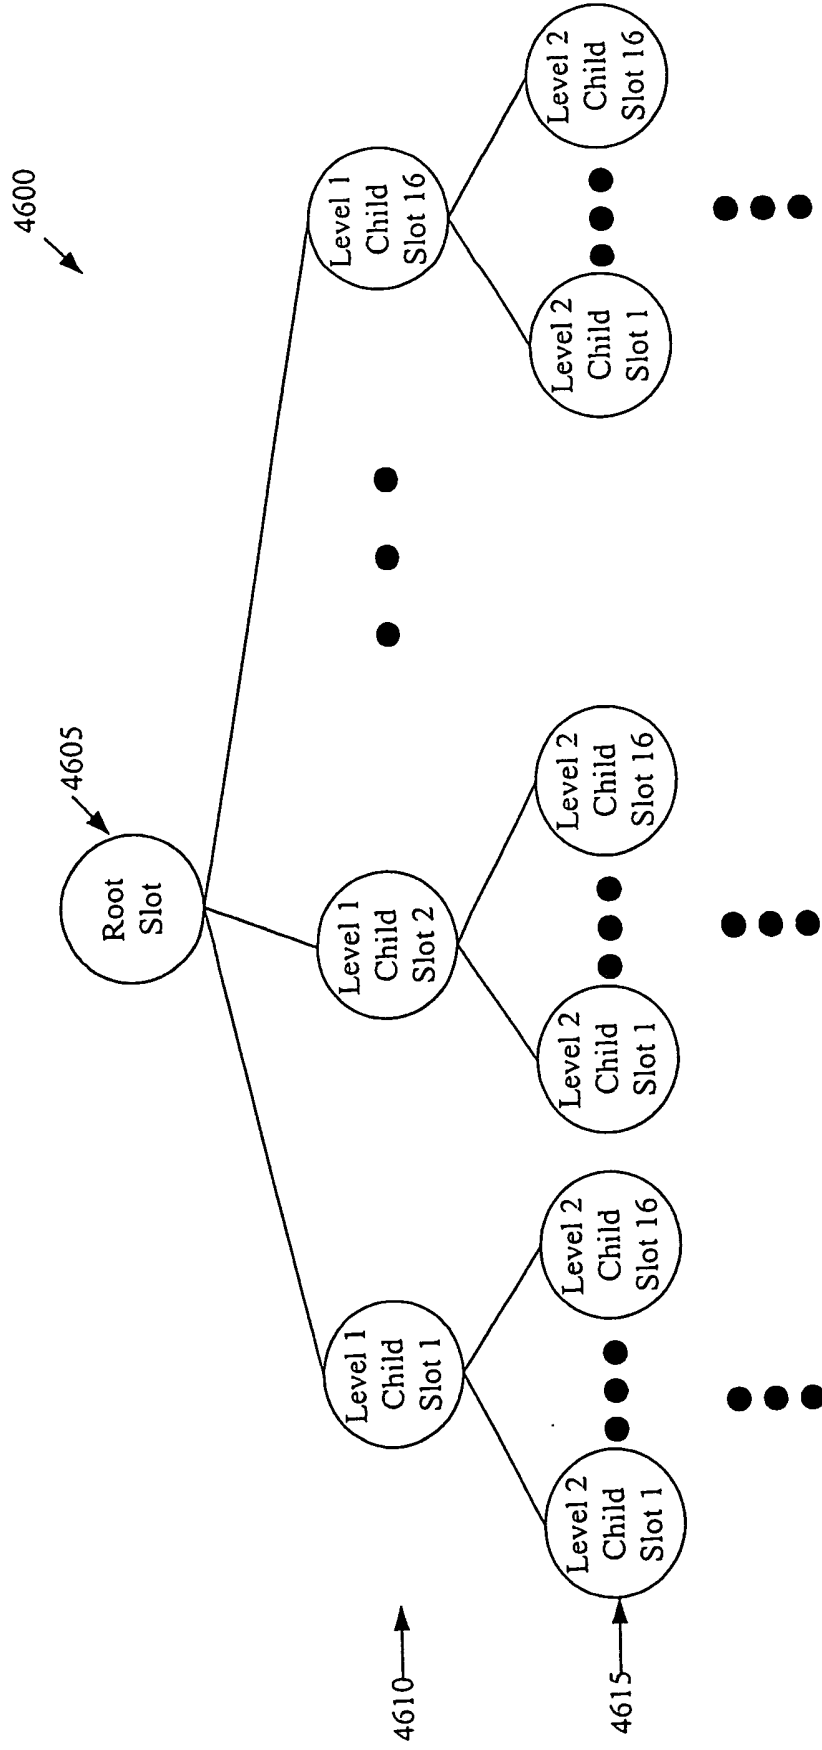 4600
4605
Root
Slot
4610
Level 1
Child
Slot 1
Level 1
Child
Slot 2
Level 1
Child
Slot 16
4615
Level 2
Child
Slot 1
Level 2
Child
Slot 16
Level 2
Child
Slot 1
Level 2
Child
Slot 16
Level 2
Child
Slot 1
Level 2
Child
Slot 16